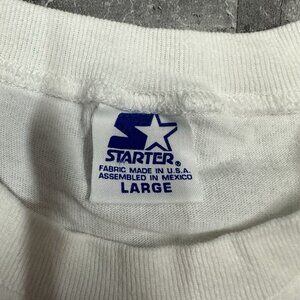 STARTER®
FABRIC MADE IN U.S.A.
ASSEMBLED IN MEXICO
LARGE